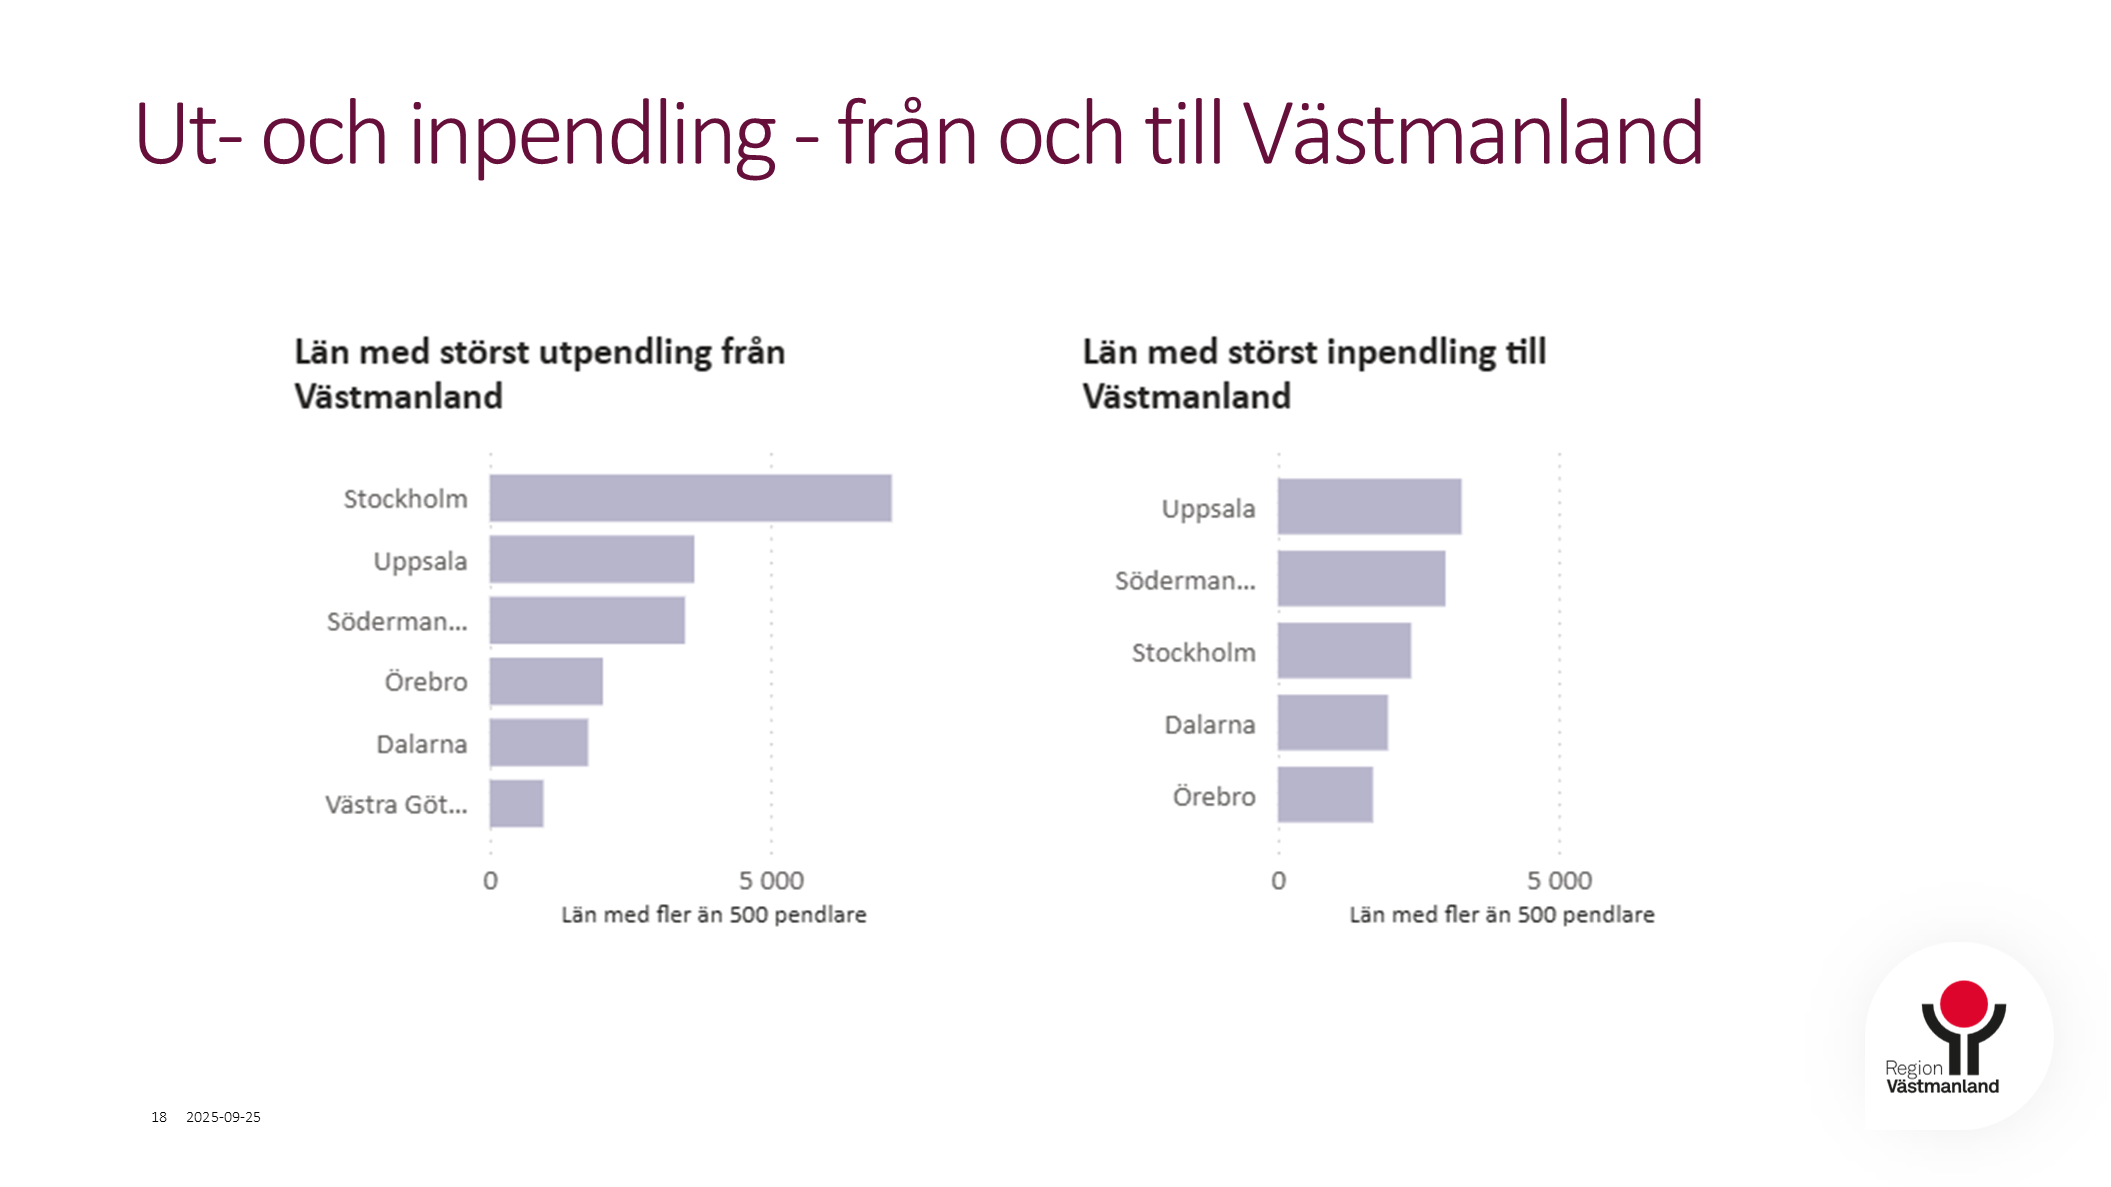 Ut- och inpendling - från och till Västmanland
Län med störst utpendling från
Västmanland
Stockholm
Uppsala
Söderman...
Örebro
Dalarna
Västra Göt...
0 5 000
Län med fler än 500 pendlare
Län med störst inpendling till
Västmanland
Uppsala
Söderman...
Stockholm
Dalarna
Örebro
0 5 000
Län med fler än 500 pendlare
Region
Västmanland
18 2025-09-25